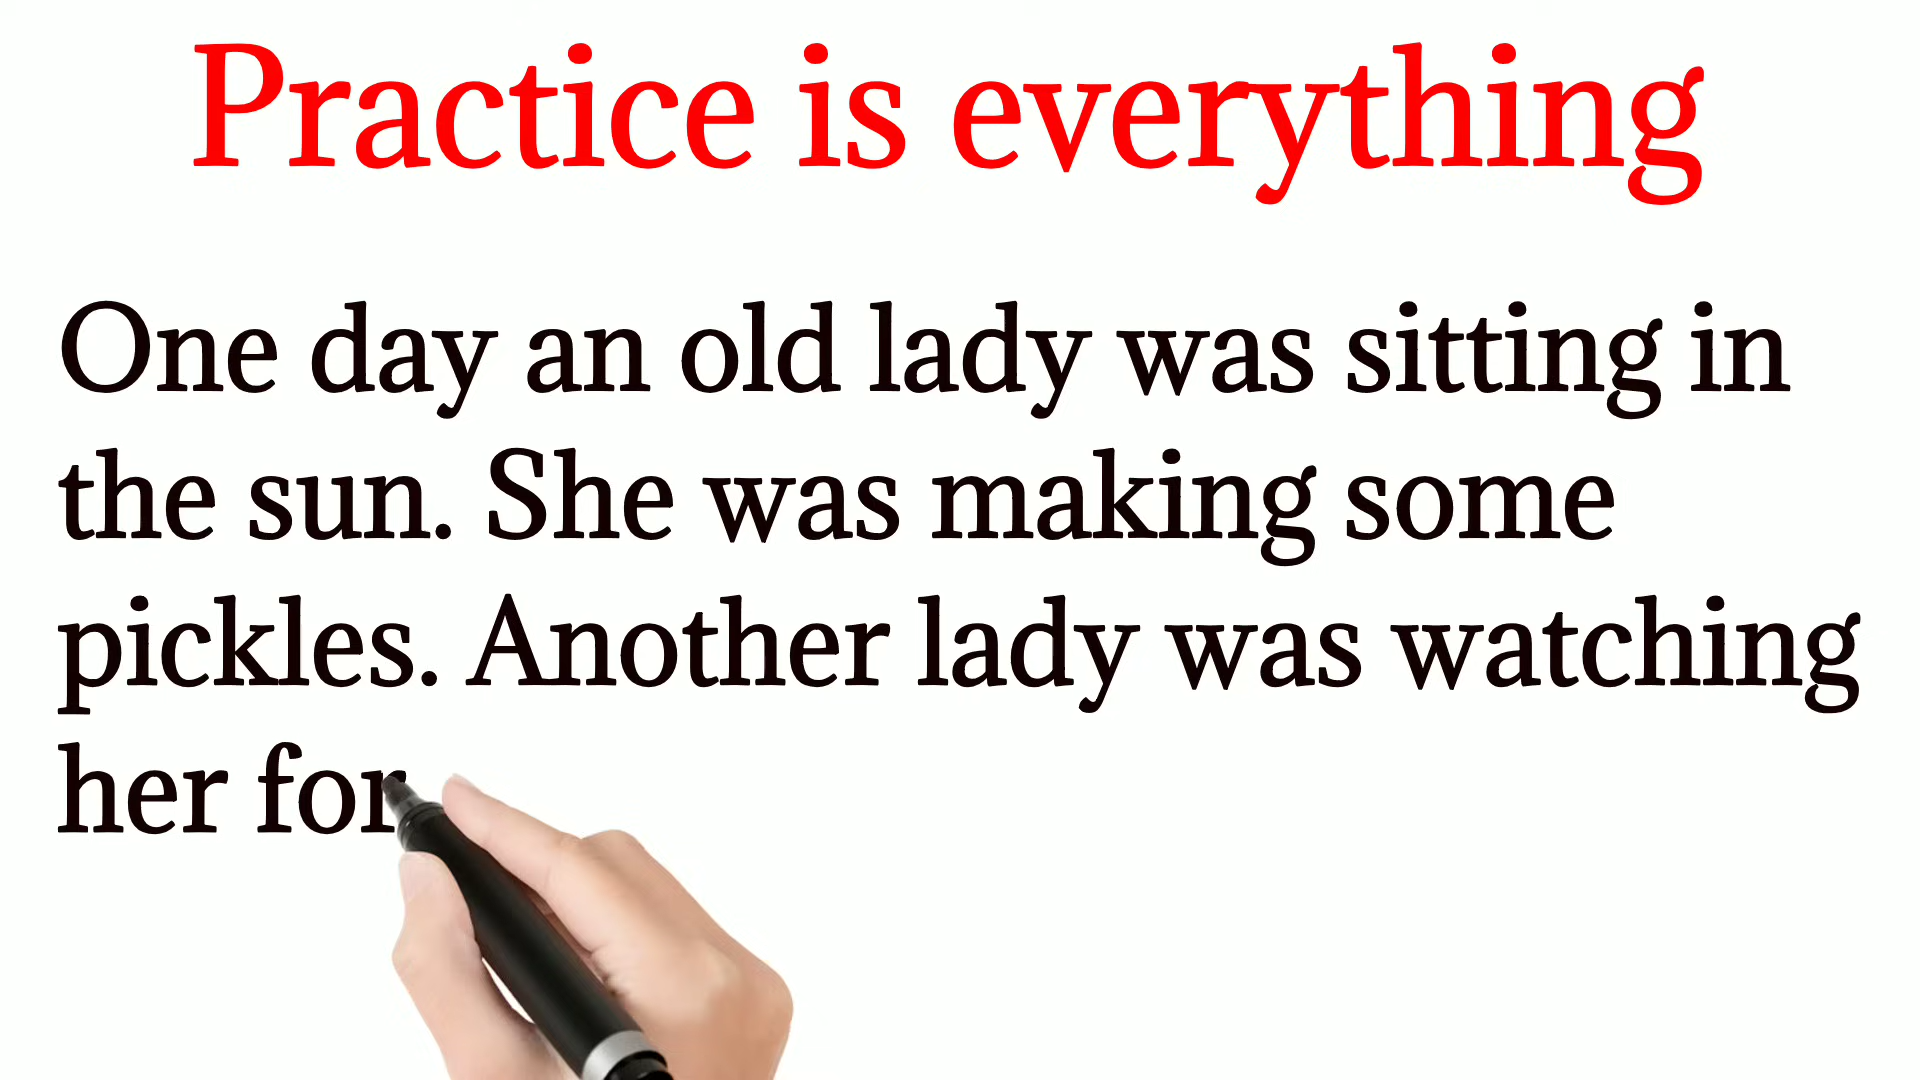 Practice is everything
One day an old lady was sitting in
the sun. She was making some
pickles. Another lady was watching
her for